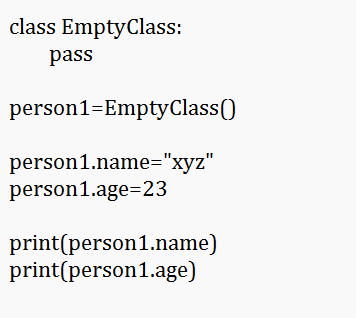 class EmptyClass:
pass
person1=EmptyClass()
person1.name="xyz"
person1.age=23
print(person1.name)
print(person1.age)